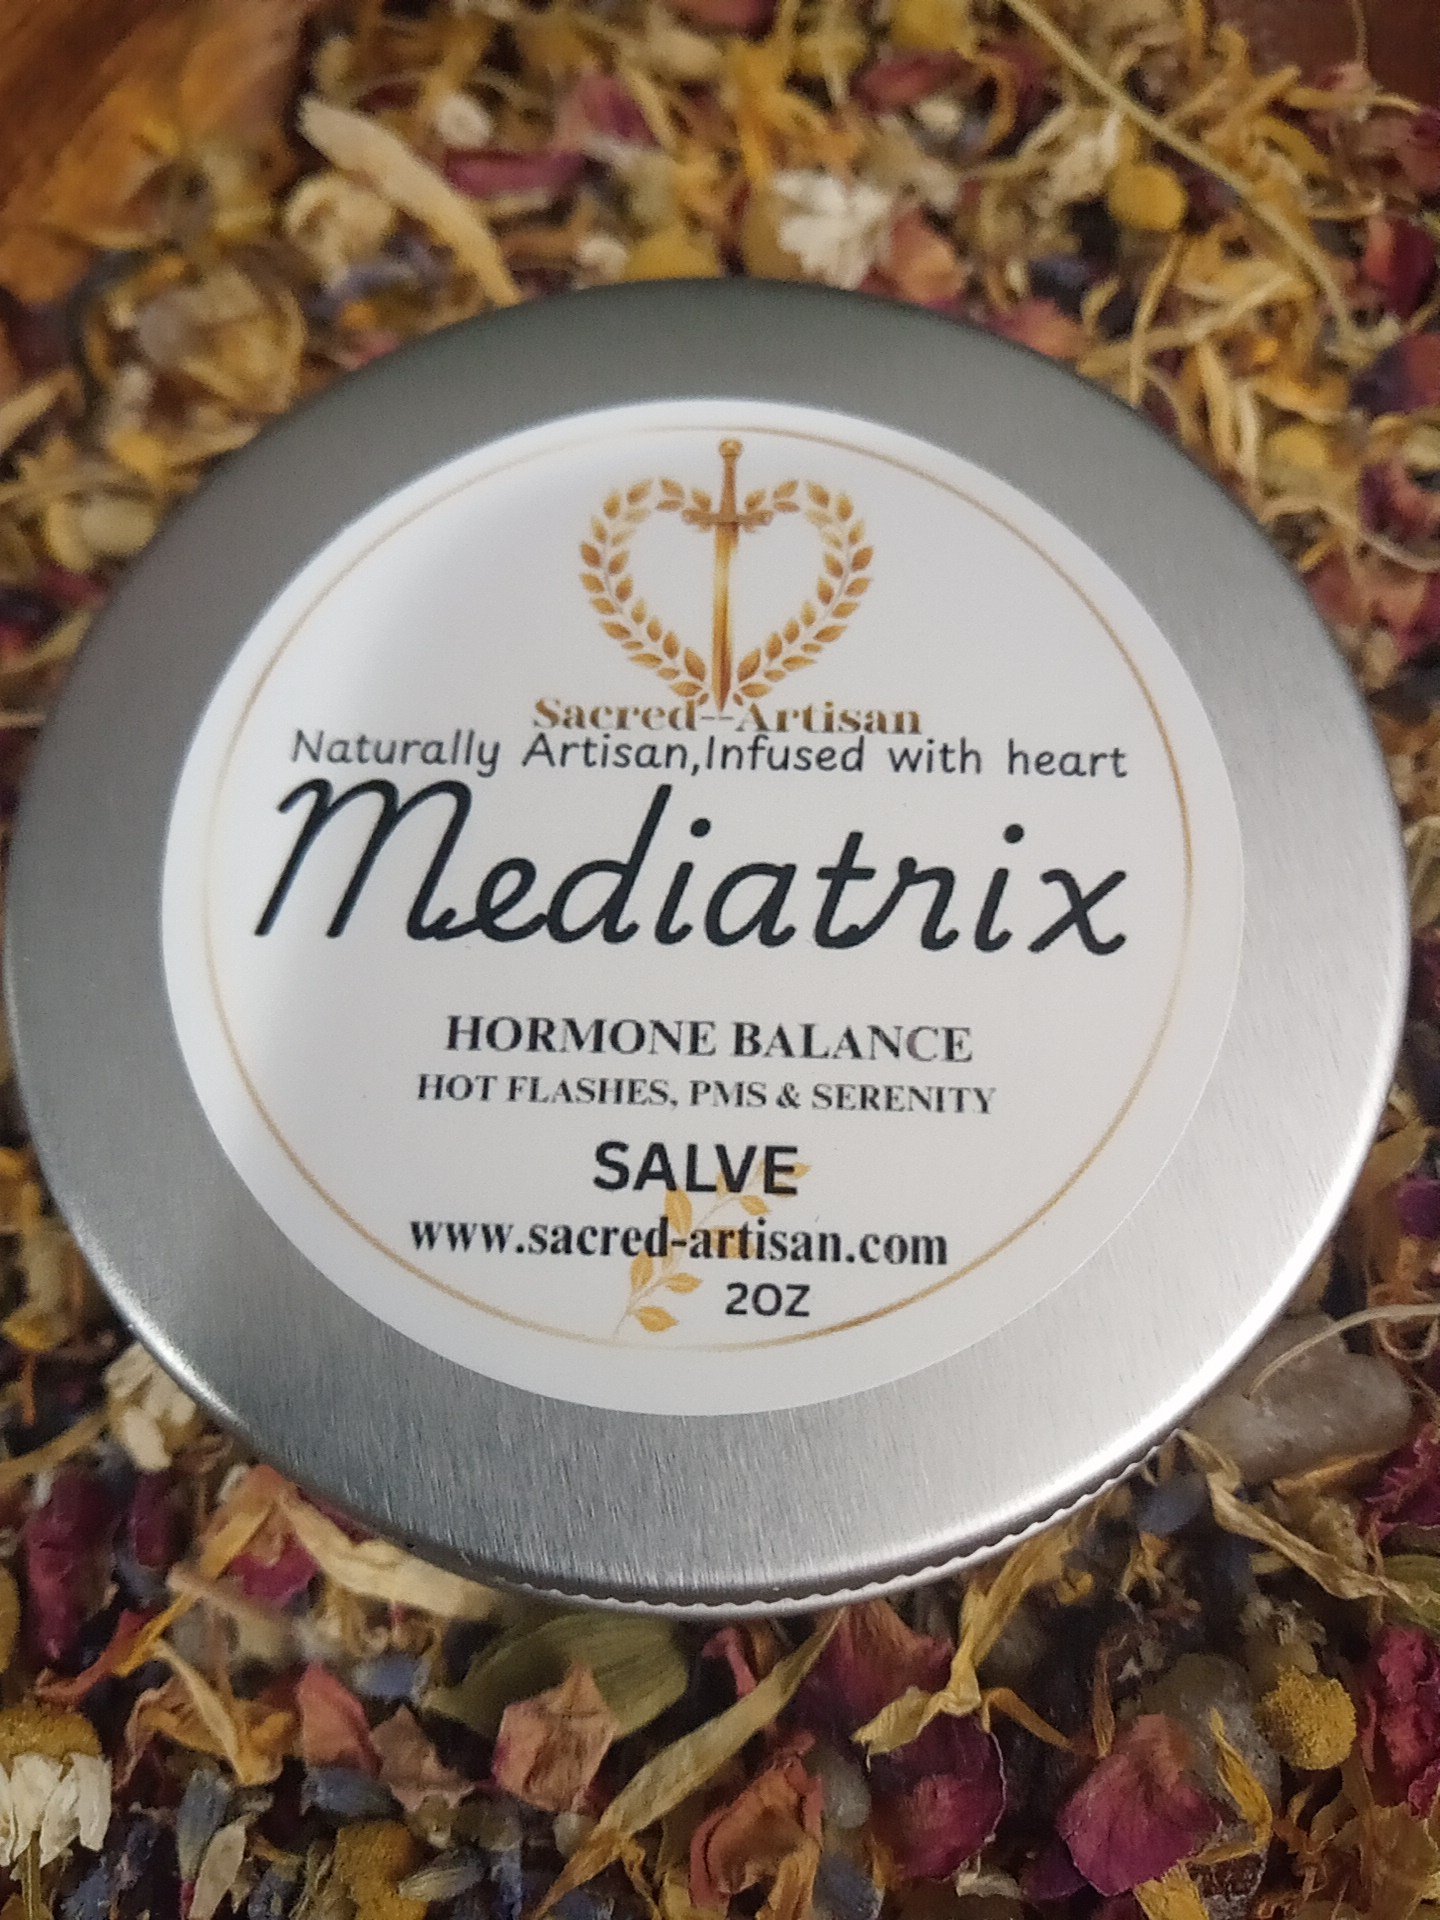 Sacred--Artisan
Naturally Artisan,Infused with heart
Mediatrix
HORMONE BALANCE
HOT FLASHES, PMS & SERENITY
SALVE
www.sacred-artisan.com
2OZ